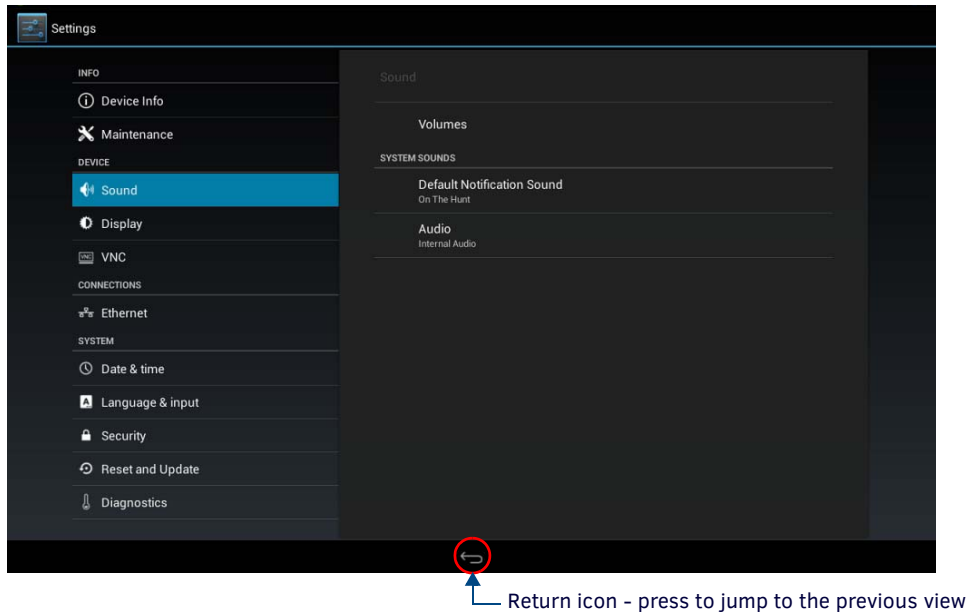 Settings
INFO
Device Info
Maintenance
DEVICE
Sound
Display
VNC
VNC
CONNECTIONS
Ethernet
SYSTEM
Date & time
A
Language & input
Security
Reset and Update
Diagnostics
Sound
Volumes
SYSTEM SOUNDS
Default Notification Sound
On The Hunt
Audio
Internal Audio
Return icon - press to jump to the previous view